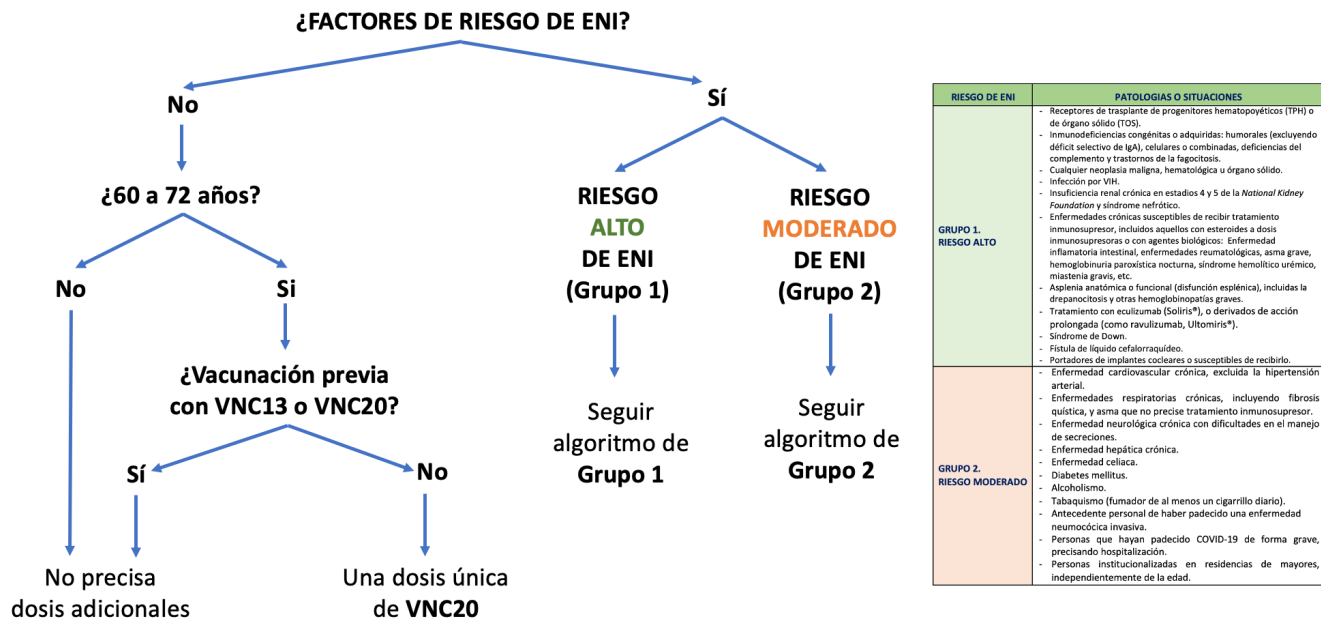 ¿FACTORES DE RIESGO DE ENI?
No
Sí
¿60 a 72 años?
No
Si
¿Vacunación previa
con VNC13 o VNC20?
Sí
No
No precisa
dosis adicionales
Una dosis única
de VNC20
RIESGO
ALTO
DE ENI
(Grupo 1)
Seguir
algoritmo de
Grupo 1
RIESGO
MODERADO
DE ENI
(Grupo 2)
Seguir
algoritmo de
Grupo 2
RIESGO DE ENI
PATOLOGIAS O SITUACIONES
GRUPO 1.
RIESGO ALTO
- Receptores de trasplante de progenitores hematopoyéticos (TPH) o
de órgano sólido (TOS).
- Inmunodeficiencias congénitas o adquiridas: humorales (excluyendo
déficit selectivo de IgA), celulares o combinadas, deficiencias del
complemento y trastornos de la fagocitosis.
- Cualquier neoplasia maligna, hematológica u órgano sólido.
- Infección por VIH.
- Insuficiencia renal crónica en estadios 4 y 5 de la National Kidney
Foundation y síndrome nefrótico.
- Enfermedades crónicas susceptibles de recibir tratamiento
inmunosupresor, incluidos aquellos con esteroides a dosis
inmunosupresoras o con agentes biológicos: Enfermedad
inflamatoria intestinal, enfermedades reumatológicas, asma grave,
hemoglobinuria paroxística nocturna, síndrome hemolítico urémico,
miastenia gravis, etc.
- Asplenia anatómica o funcional (disfunción esplénica), incluidas la
drepanocitosis y otras hemoglobinopatías graves.
- Tratamiento con eculizumab (Soliris®), o derivados de acción
prolongada (como ravulizumab, Ultomiris®).
- Síndrome de Down.
- Fístula de líquido cefalorraquídeo.
- Portadores de implantes cocleares o susceptibles de recibirlo.
GRUPO 2.
RIESGO MODERADO
- Enfermedad cardiovascular crónica, excluida la hipertensión
arterial.
- Enfermedades respiratorias crónicas, incluyendo fibrosis
quística, y asma que no precise tratamiento inmunosupresor.
- Enfermedad neurológica crónica con dificultades en el manejo
de secreciones.
- Enfermedad hepática crónica.
- Enfermedad celiaca.
- Diabetes mellitus.
- Alcoholismo.
- Tabaquismo (fumador de al menos un cigarrillo diario).
- Antecedente personal de haber padecido una enfermedad
neumocócica invasiva.
- Personas que hayan padecido COVID-19 de forma grave,
precisando hospitalización.
- Personas institucionalizadas en residencias de mayores,
independientemente de la edad.